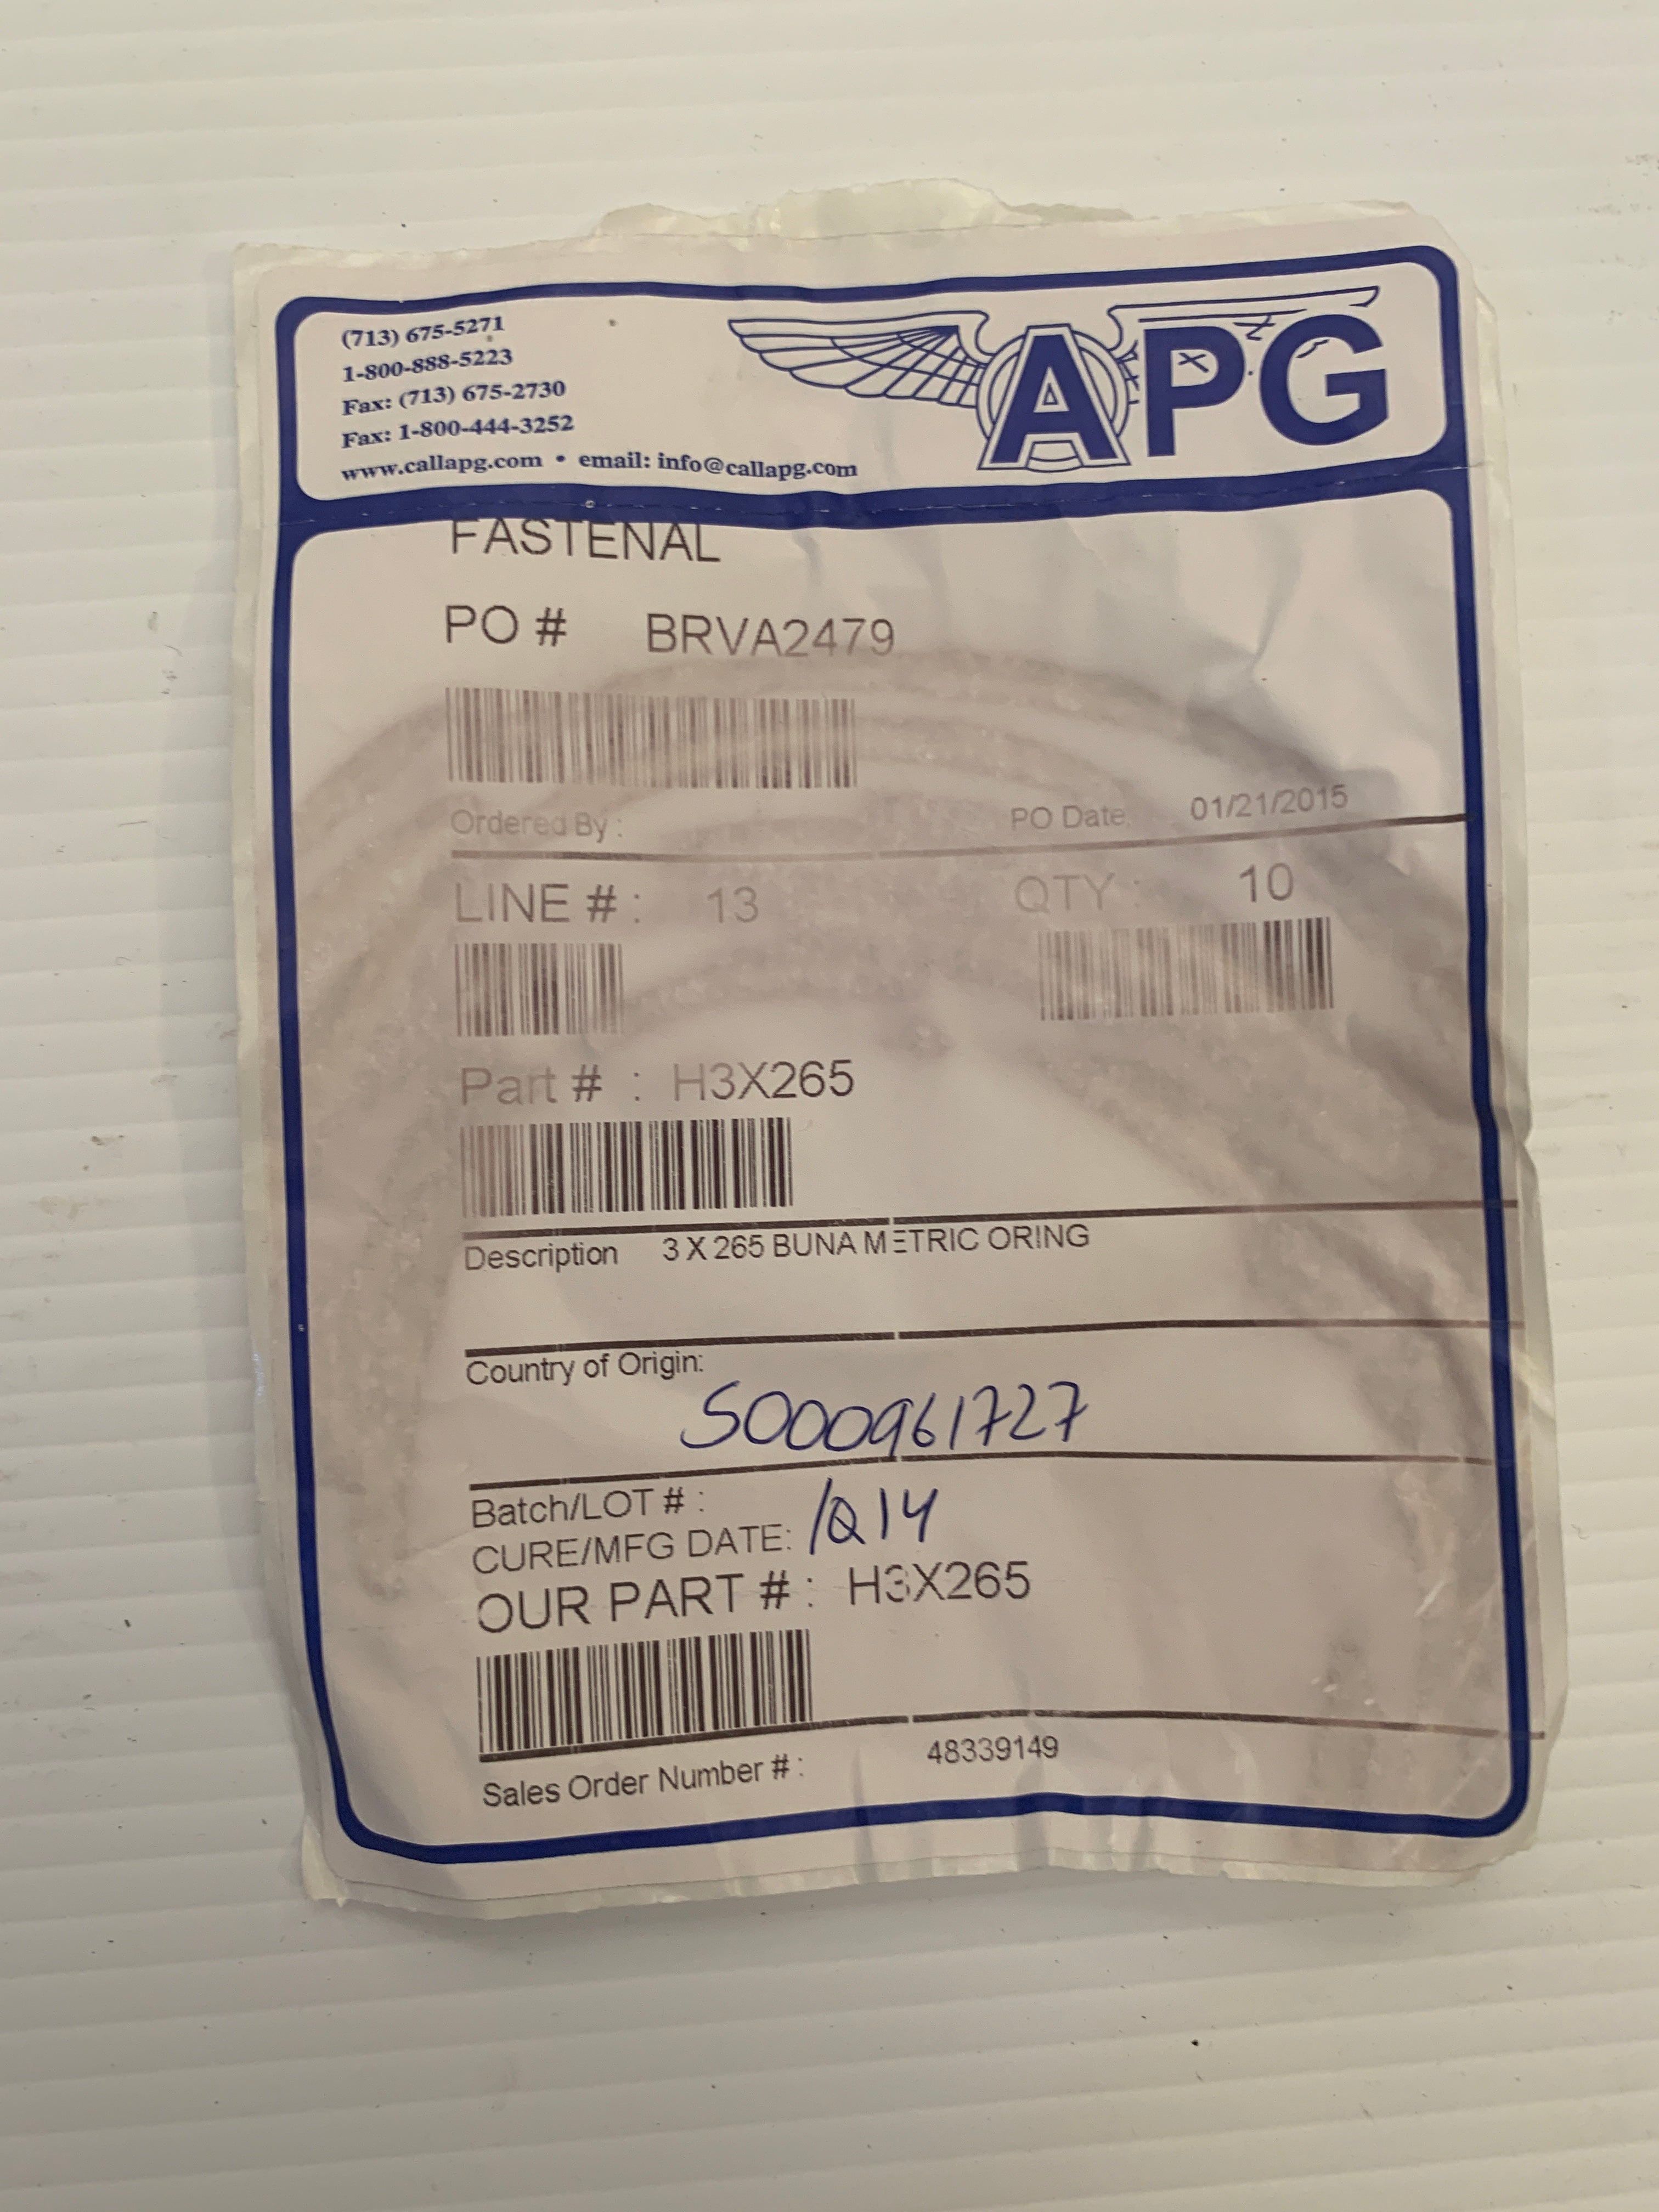 (713) 675-5271
1-800-888-5223
Fax: (713) 675-2730
Fax: 1-800-444-3252
www.callapg.com • email: info@callapg.com
APG
FASTENAL
PO # BRVA2479
Ordered By : PO Date: 01/21/2015
LINE # : 13 QTY : 10
Part # : H3X265
Description 3 X 265 BUNA METRIC ORING
Country of Origin:
S000961727
Batch/LOT # :
CURE/MFG DATE: 1Q14
OUR PART # : H3X265
Sales Order Number # : 48339149